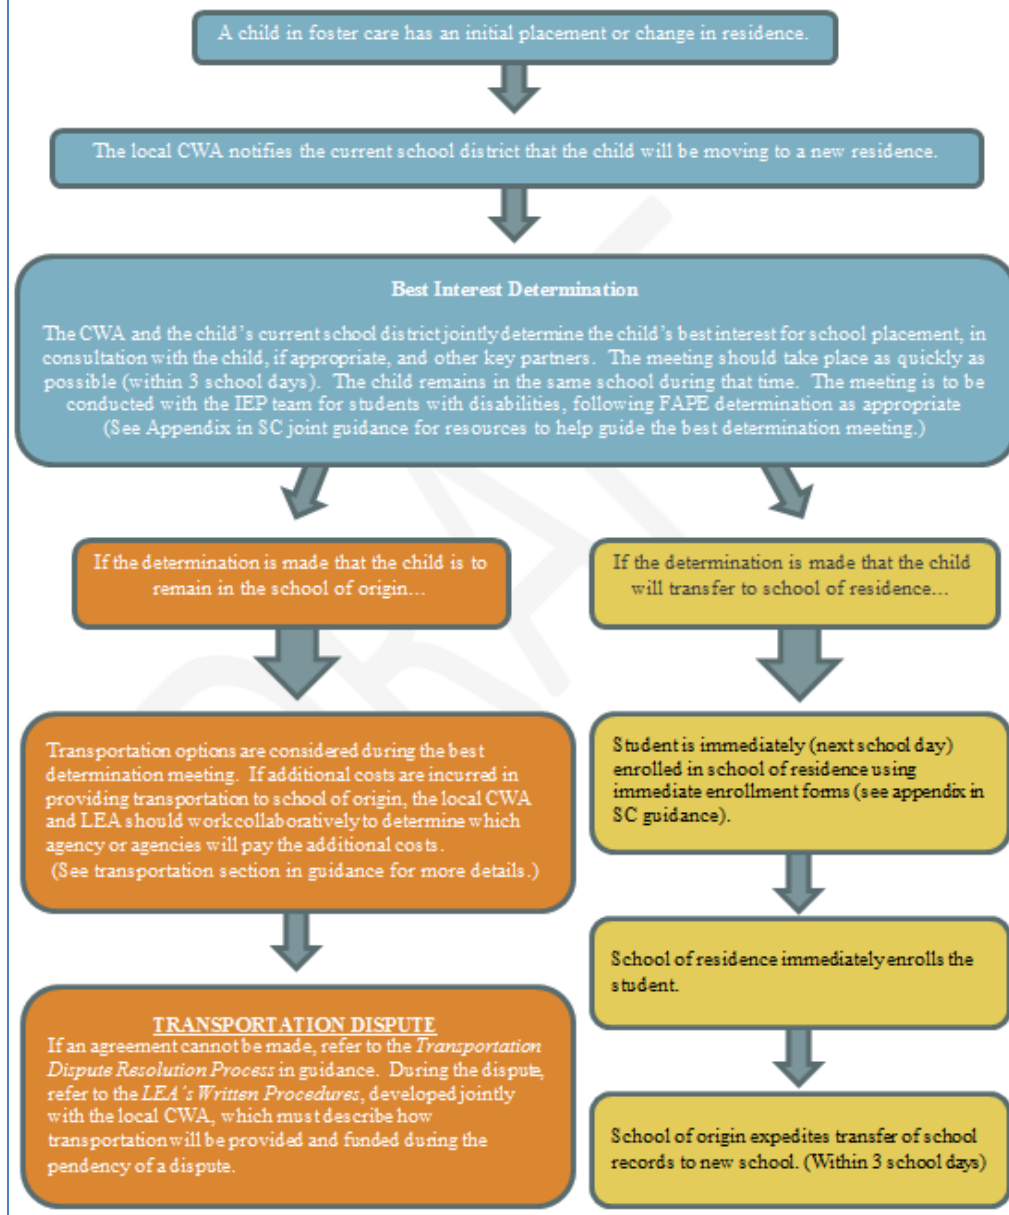 A child in foster care has an initial placement or change in residence.
The local CWA notifies the current school district that the child will be moving to a new residence.
Best Interest Determination
The CWA and the child's current school district jointly determine the child's best interest for school placement, in
consultation with the child, if appropriate, and other key partners. The meeting should take place as quickly as
possible (within 3 school days). The child remains in the same school during that time. The meeting is to be
conducted with the IEP team for students with disabilities, following FAPE determination as appropriate
(See Appendix in SC joint guidance for resources to help guide the best determination meeting.)
If the determination is made that the child is to
remain in the school of origin...
Transportation options are considered during the best
determination meeting. If additional costs are incurred in
providing transportation to school of origin, the local CWA
and LEA should work collaboratively to determine which
agency or agencies will pay the additional costs.
(See transportation section in guidance for more details.)
TRANSPORTATION DISPUTE
If an agreement cannot be made, refer to the Transportation
Dispute Resolution Process in guidance. During the dispute,
refer to the LEA's Written Procedures, developed jointly
with the local CWA, which must describe how
transportation will be provided and funded during the
pendency of a dispute.
If the determination is made that the child
will transfer to school of residence...
Student is immediately (next school day)
enrolled in school of residence using
immediate enrollment forms (see appendix in
SC guidance).
School of residence immediately enrolls the
student.
School of origin expedites transfer of school
records to new school. (Within 3 school days)
DRAFT